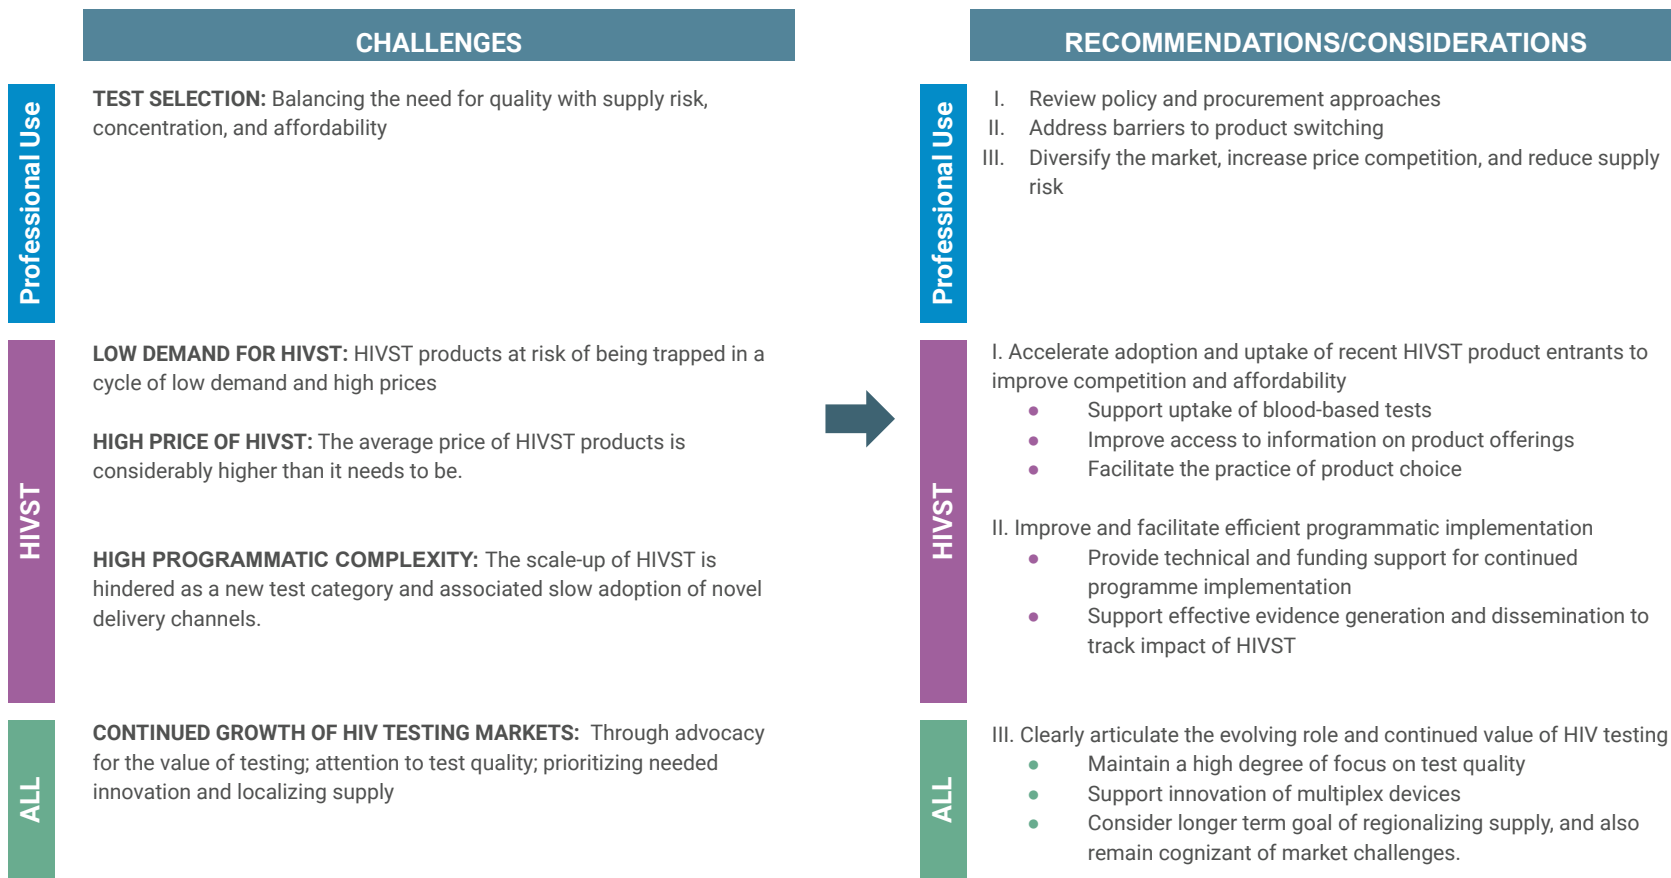 CHALLENGES
Professional Use
TEST SELECTION: Balancing the need for quality with supply risk,
concentration, and affordability
HIVST
LOW DEMAND FOR HIVST: HIVST products at risk of being trapped in a
cycle of low demand and high prices
HIGH PRICE OF HIVST: The average price of HIVST products is
considerably higher than it needs to be.
HIGH PROGRAMMATIC COMPLEXITY: The scale-up of HIVST is
hindered as a new test category and associated slow adoption of novel
delivery channels.
ALL
CONTINUED GROWTH OF HIV TESTING MARKETS: Through advocacy
for the value of testing; attention to test quality; prioritizing needed
innovation and localizing supply
RECOMMENDATIONS/CONSIDERATIONS
Professional Use
I. Review policy and procurement approaches
II. Address barriers to product switching
III. Diversify the market, increase price competition, and reduce supply
risk
HIVST
I. Accelerate adoption and uptake of recent HIVST product entrants to
improve competition and affordability
● Support uptake of blood-based tests
● Improve access to information on product offerings
● Facilitate the practice of product choice
II. Improve and facilitate efficient programmatic implementation
● Provide technical and funding support for continued
programme implementation
● Support effective evidence generation and dissemination to
track impact of HIVST
ALL
III. Clearly articulate the evolving role and continued value of HIV testing
● Maintain a high degree of focus on test quality
● Support innovation of multiplex devices
● Consider longer term goal of regionalizing supply, and also
remain cognizant of market challenges.